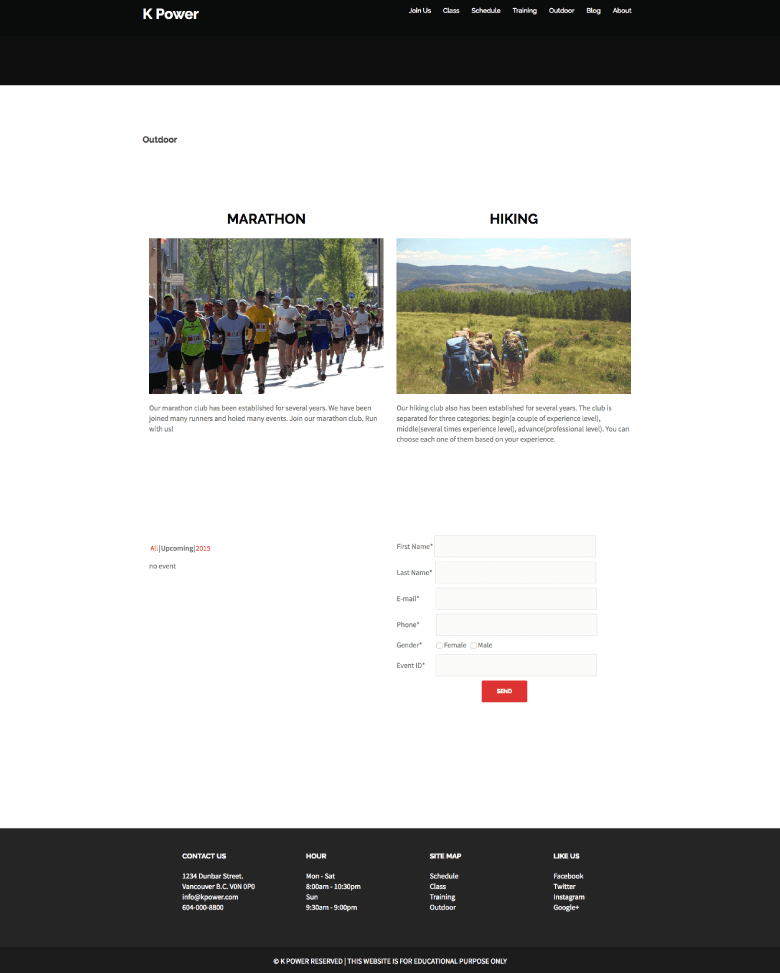 K Power
Join Us Class Schedule Training Outdoor Blog About
Outdoor
MARATHON
Our marathon club has been established for several years. We have been
joined many runners and holed many events. Join our marathon club. Run
with us!
HIKING
Our hiking club also has been established for several years. The club is
separated for three categories: begin(a couple of experience level),
middle(several times experience level), advance(professional level). You can
choose each one of them based on your experience.
All|Upcoming|2015
no event
First Name*
Last Name*
E-mail*
Phone*
Gender* Female Male
Event ID*
SEND
CONTACT US
1234 Dunbar Street.
Vancouver B.C. V0N 0P0
info@kpower.com
604-000-8800
HOUR
Mon - Sat
8:00am - 10:30pm
Sun
9:30am - 9:00pm
SITE MAP
Schedule
Class
Training
Outdoor
LIKE US
Facebook
Twitter
Instagram
Google+
© K POWER RESERVED | THIS WEBSITE IS FOR EDUCATIONAL PURPOSE ONLY